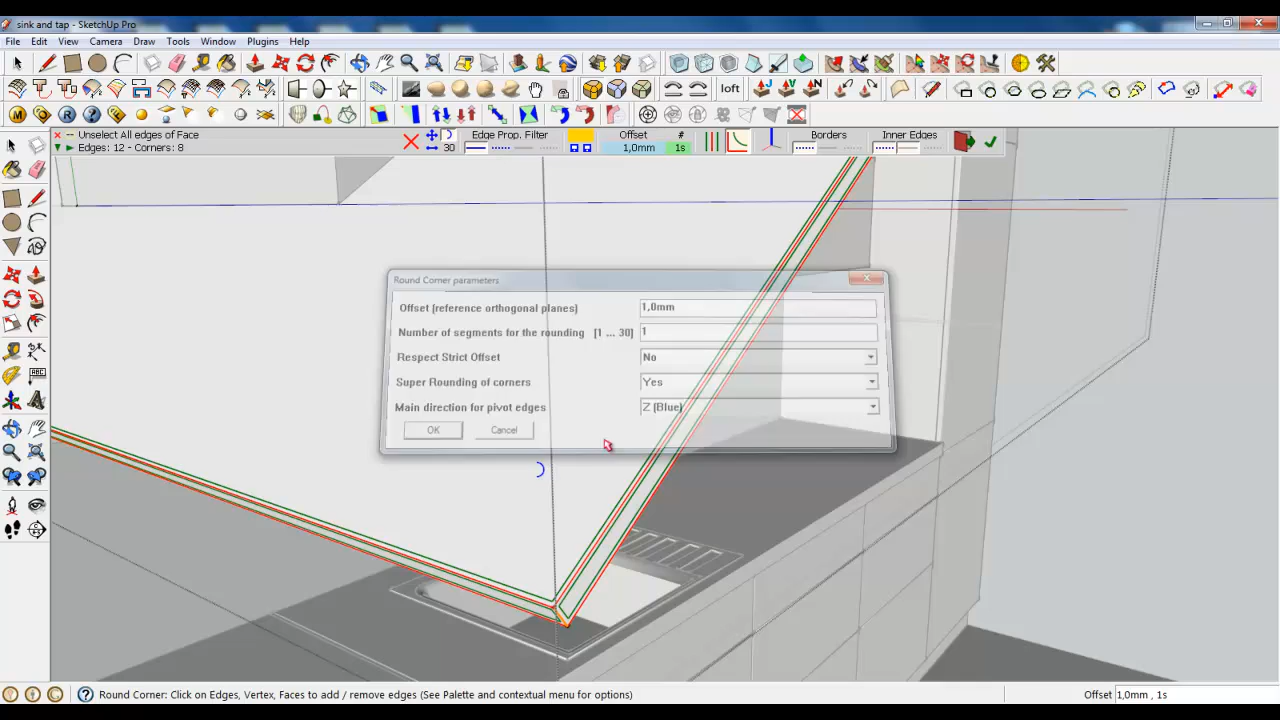 sink and tap - SketchUp Pro
File Edit View Camera Draw Tools Window Plugins Help
loft
Unselect All edges of Face
Edges: 12 - Corners: 8
30
Edge Prop. Filter
Offset
1,0mm
#
1s
Borders
Inner Edges
Round Corner parameters
Offset (reference orthogonal planes) 1,0mm
Number of segments for the rounding [1 ... 30] 1
Respect Strict Offset No
Super Rounding of corners Yes
Main direction for pivot edges Z (Blue)
OK Cancel
Round Corner: Click on Edges, Vertex, Faces to add / remove edges (See Palette and contextual menu for options)
Offset 1,0mm , 1s